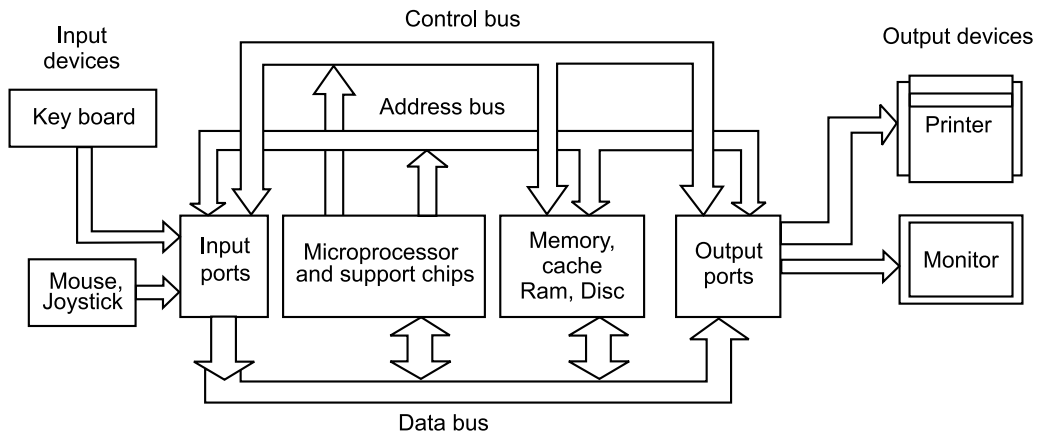 Control bus
Input
devices
Output devices
Key board
Address bus
Printer
Input
ports
Microprocessor
and support chips
Memory,
cache
Ram, Disc
Output
ports
Monitor
Mouse,
Joystick
Data bus